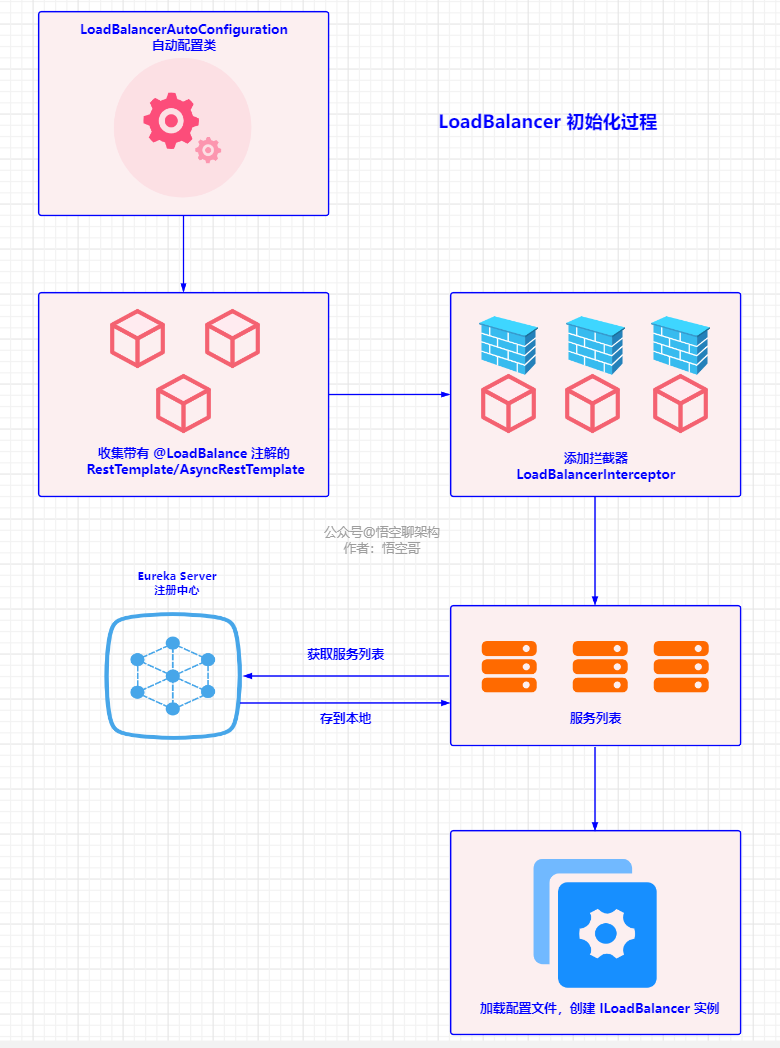 LoadBalancerAutoConfiguration
自动配置类
LoadBalancer 初始化过程
收集带有 @LoadBalance 注解的
RestTemplate/AsyncRestTemplate
添加拦截器
LoadBalancerInterceptor
公众号@悟空聊架构
作者：悟空哥
Eureka Server
注册中心
获取服务列表
存到本地
服务列表
加载配置文件，创建 ILoadBalancer 实例